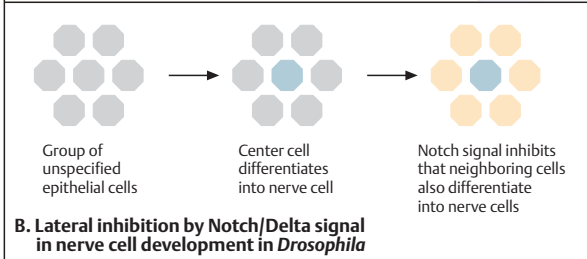 Group of
unspecified
epithelial cells
Center cell
differentiates
into nerve cell
Notch signal inhibits
that neighboring cells
also differentiate
into nerve cells
B. Lateral inhibition by Notch/Delta signal
in nerve cell development in Drosophila